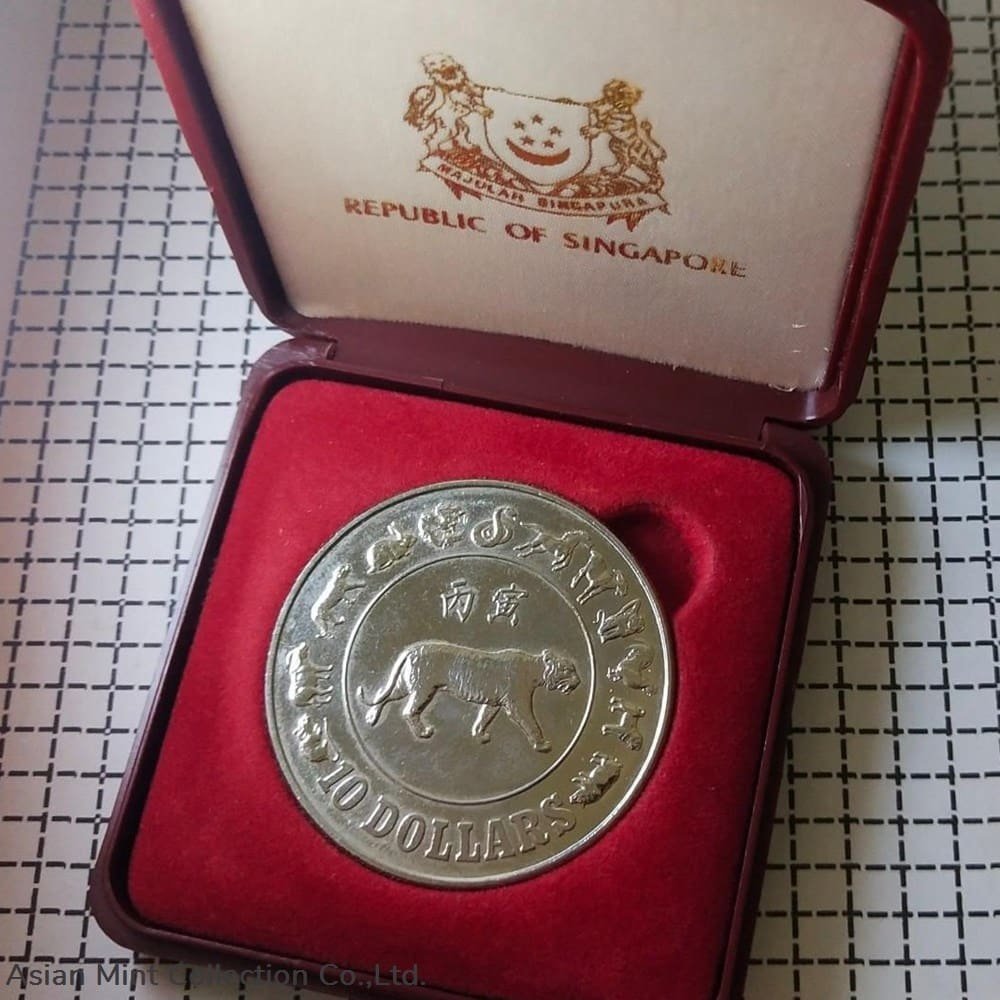 MAJULAH SINGAPURA
REPUBLIC OF SINGAPORE
丙寅
10 DOLLARS
Asian Mint Collection Co.,Ltd.